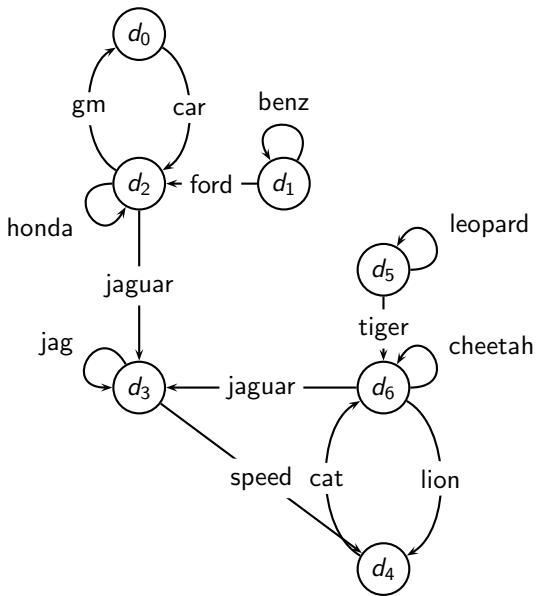 d0
gm
car
benz
d2
ford
d1
honda
leopard
d5
jaguar
tiger
jag
cheetah
d3
jaguar
d6
speed
cat
lion
d4